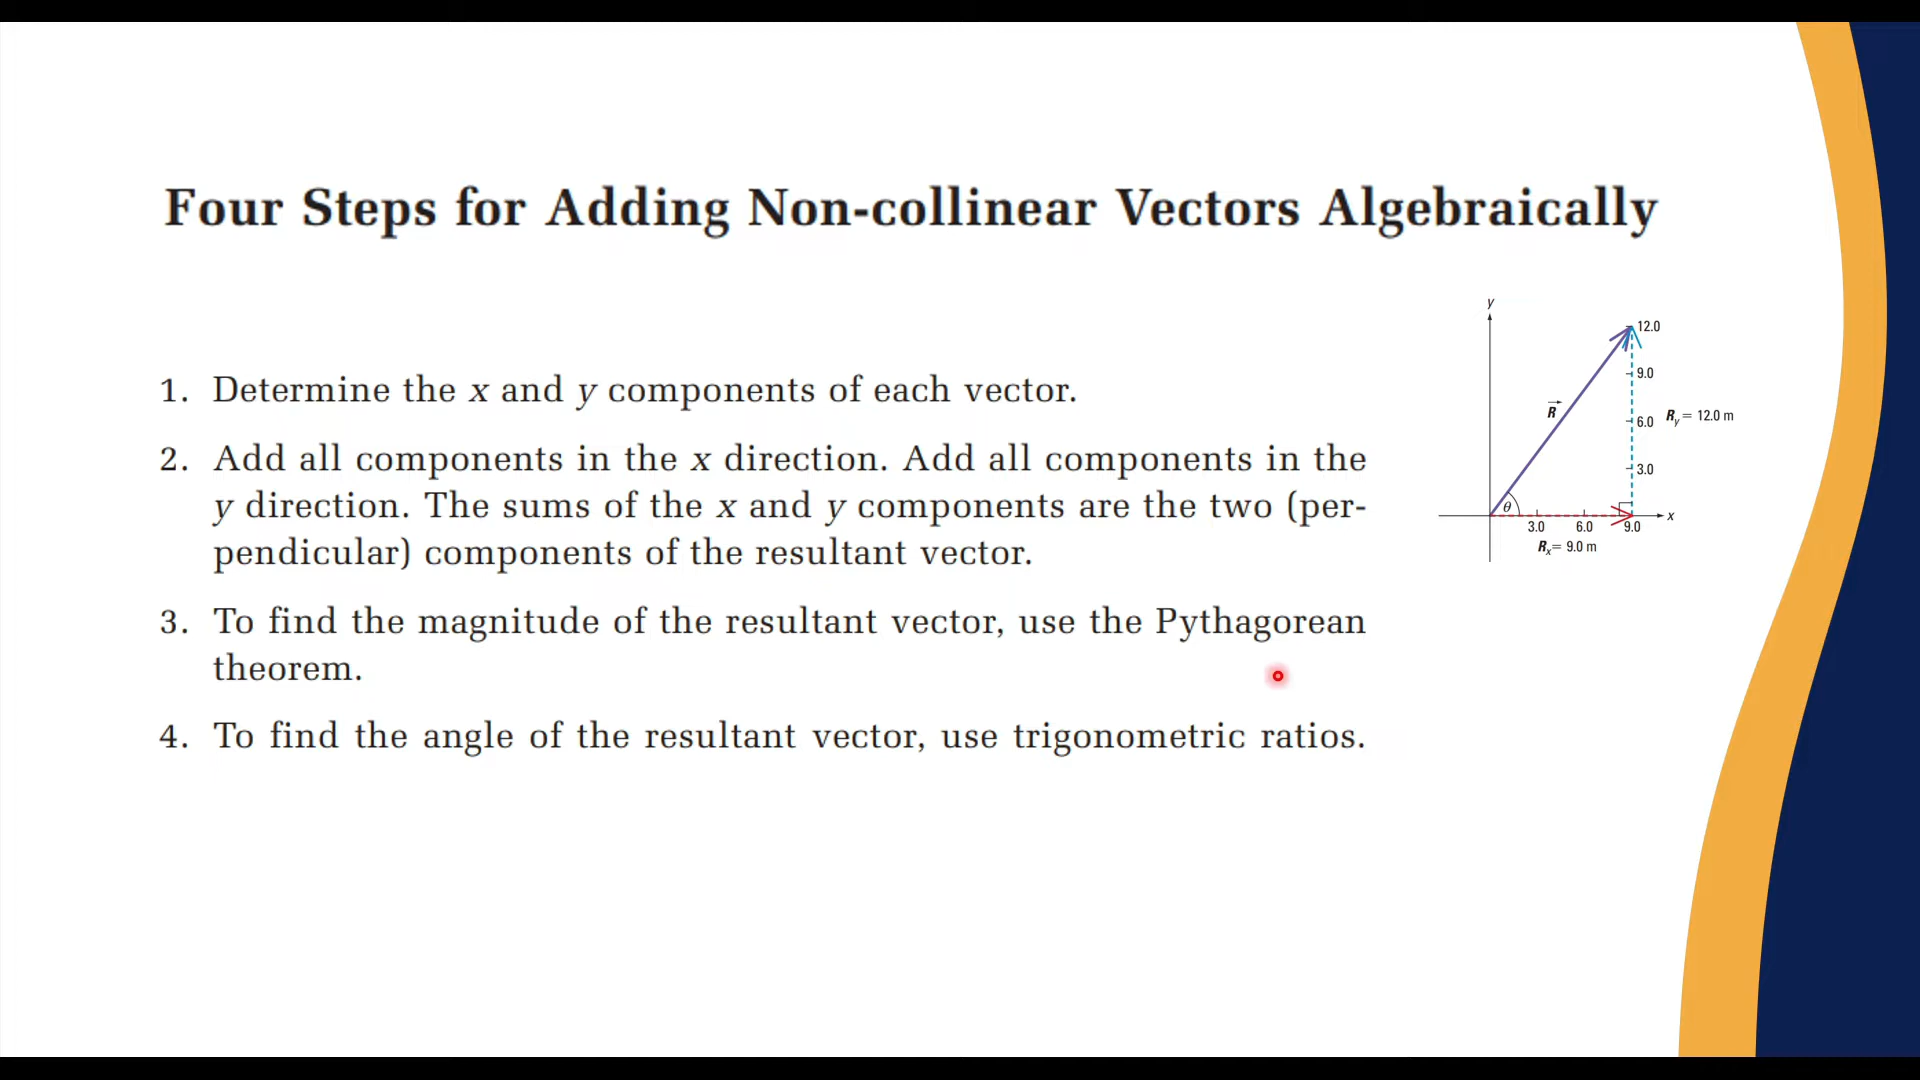 Four Steps for Adding Non-collinear Vectors Algebraically
1. Determine the x and y components of each vector.
2. Add all components in the x direction. Add all components in the
y direction. The sums of the x and y components are the two (per-
pendicular) components of the resultant vector.
3. To find the magnitude of the resultant vector, use the Pythagorean
theorem.
4. To find the angle of the resultant vector, use trigonometric ratios.
y
12.0
9.0
R
6.0 Ry = 12.0 m
3.0
θ
x
3.0 6.0 9.0
Rx= 9.0 m